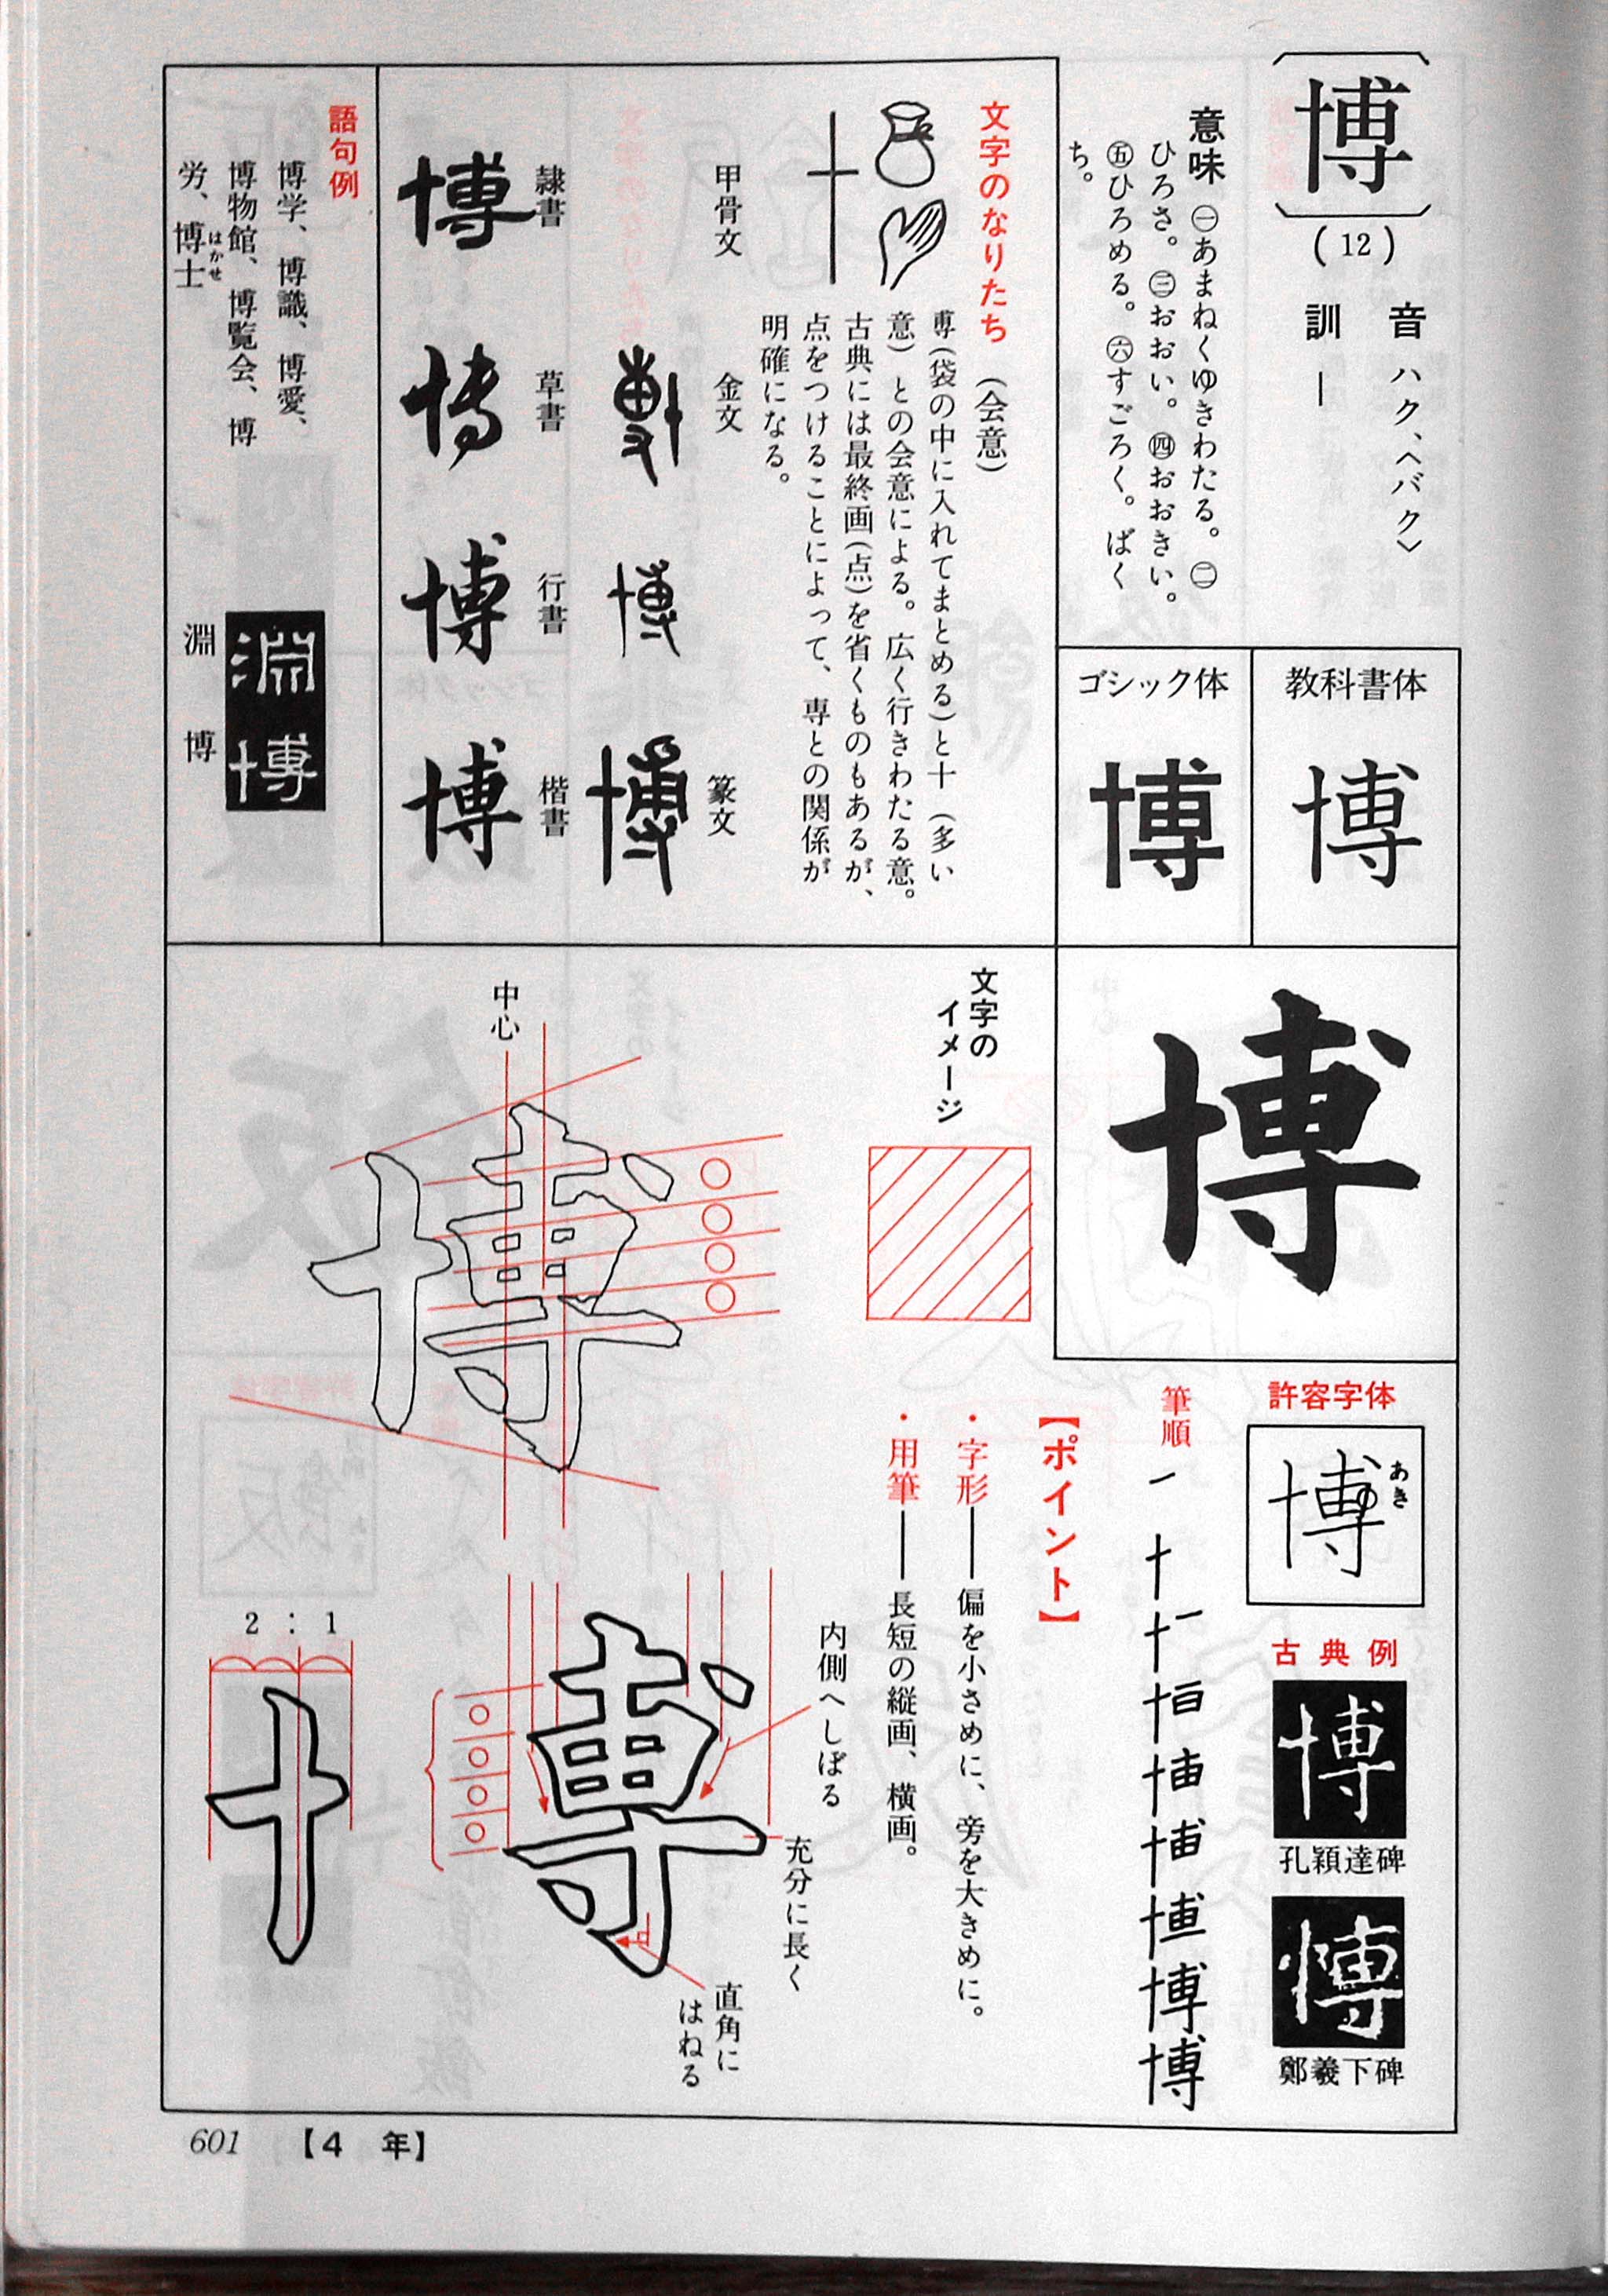 博
(12)
音 ハク、〈バク〉
訓 ―
意味 ㊀あまねくゆきわたる。㊁
ひろさ。㊂おおい。㊃おおきい。
㊄ひろめる。㊅すごろく。ばく
ち。
教科書体
博
ゴシック体
博
文字のなりたち (会意)
尃(袋の中に入れてまとめる)と十 (多い
意) との会意による。広く行きわたる意。
古典には最終画(点)を省くものもあるが、
点をつけることによって、専との関係が
明確になる。
甲骨文
金文
篆文
隷書
博
草書
博
行書
博
楷書
博
語句例
博学、博識、博愛、
博物館、博覧会、博
労、博士
はかせ
淵博
淵 博
博
許容字体
博
あき
古典例
博
孔穎達碑
博
鄭羲下碑
筆順
一 十 博
【ポイント】
・字形――偏を小さめに、旁を大きめに。
・用筆――長短の縦画、横画。
文字の
イメージ
中心
博
内側へしぼる
充分に長く
直角に
はねる
2 : 1
十
601 【4 年】